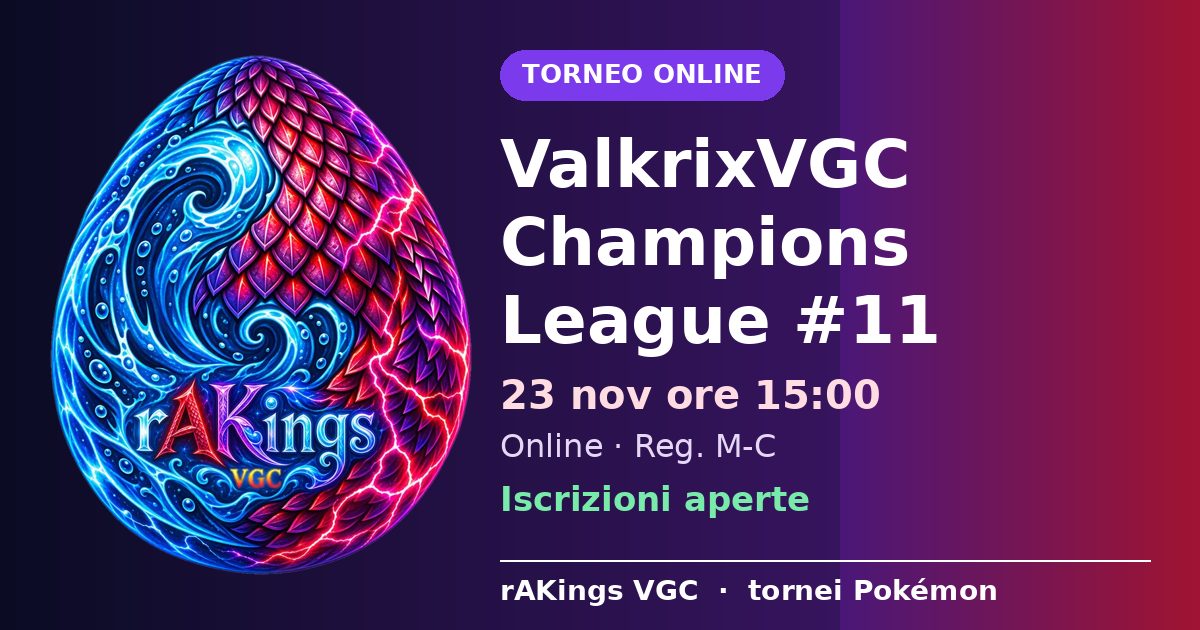 TORNEO ONLINE
ValkrixVGC
Champions
League #11
23 nov ore 15:00
Online · Reg. M-C
Iscrizioni aperte
rAKings
VGC
rAKings VGC · tornei Pokémon